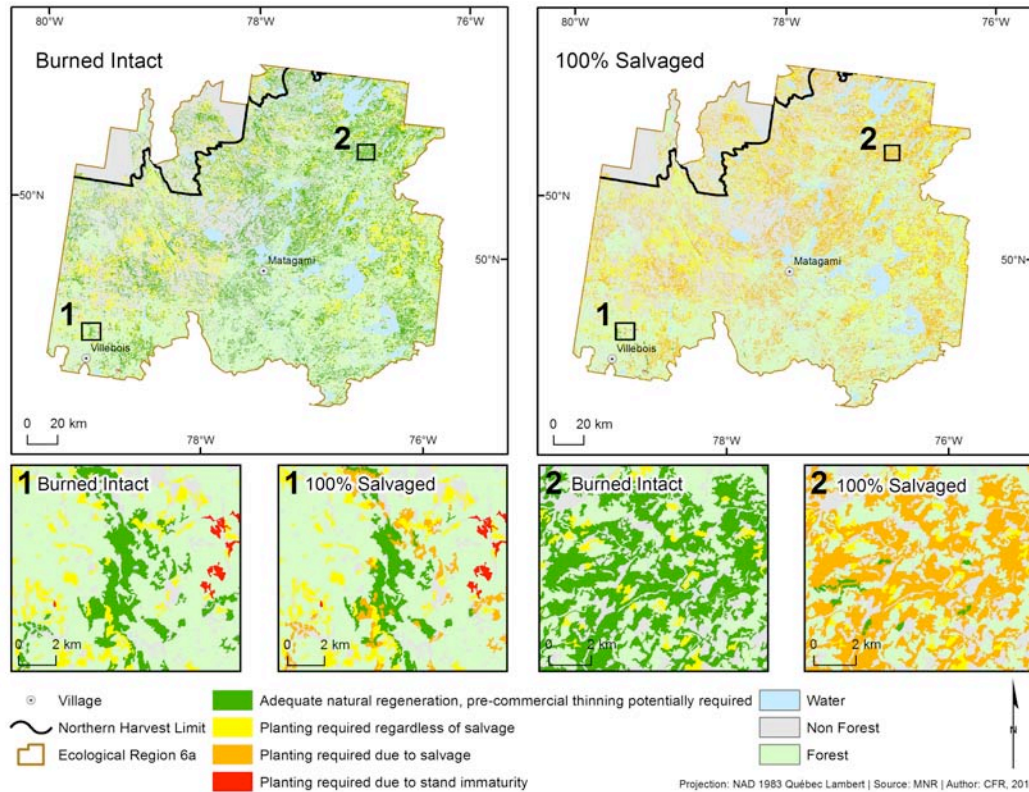 80°W 78°W 76°W 78°W 76°W
Burned Intact
100% Salvaged
2
2
50°N
50°N
50°N
50°N
Matagami
Matagami
1
1
Villebois
Villebois
0 20 km
0 20 km
78°W 76°W 78°W 76°W
1 Burned Intact
1 100% Salvaged
2 Burned Intact
2 100% Salvaged
0 2 km
0 2 km
0 2 km
0 2 km
Village
Northern Harvest Limit
Ecological Region 6a
Adequate natural regeneration, pre-commercial thinning potentially required
Planting required regardless of salvage
Planting required due to salvage
Planting required due to stand immaturity
Water
Non Forest
Forest
N
Projection: NAD 1983 Québec Lambert | Source: MNR | Author: CFR, 201